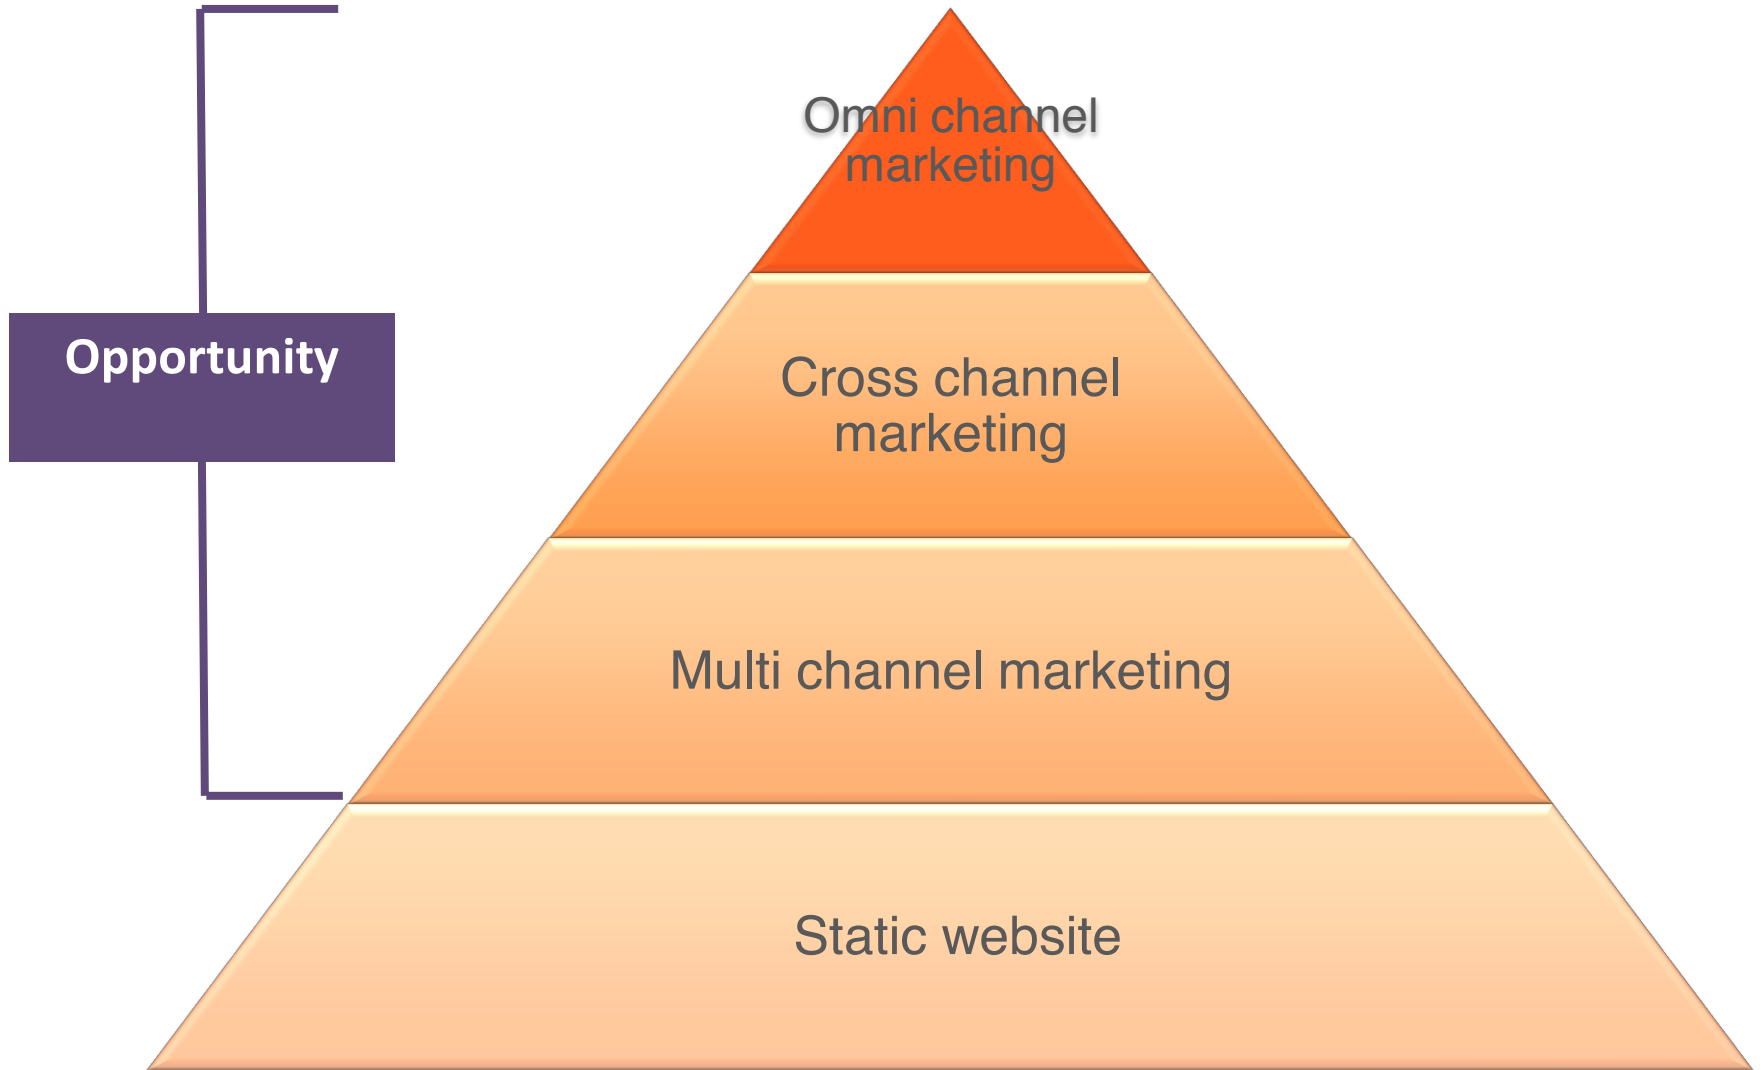 Omni channel
marketing
Opportunity
Cross channel
marketing
Multi channel marketing
Static website